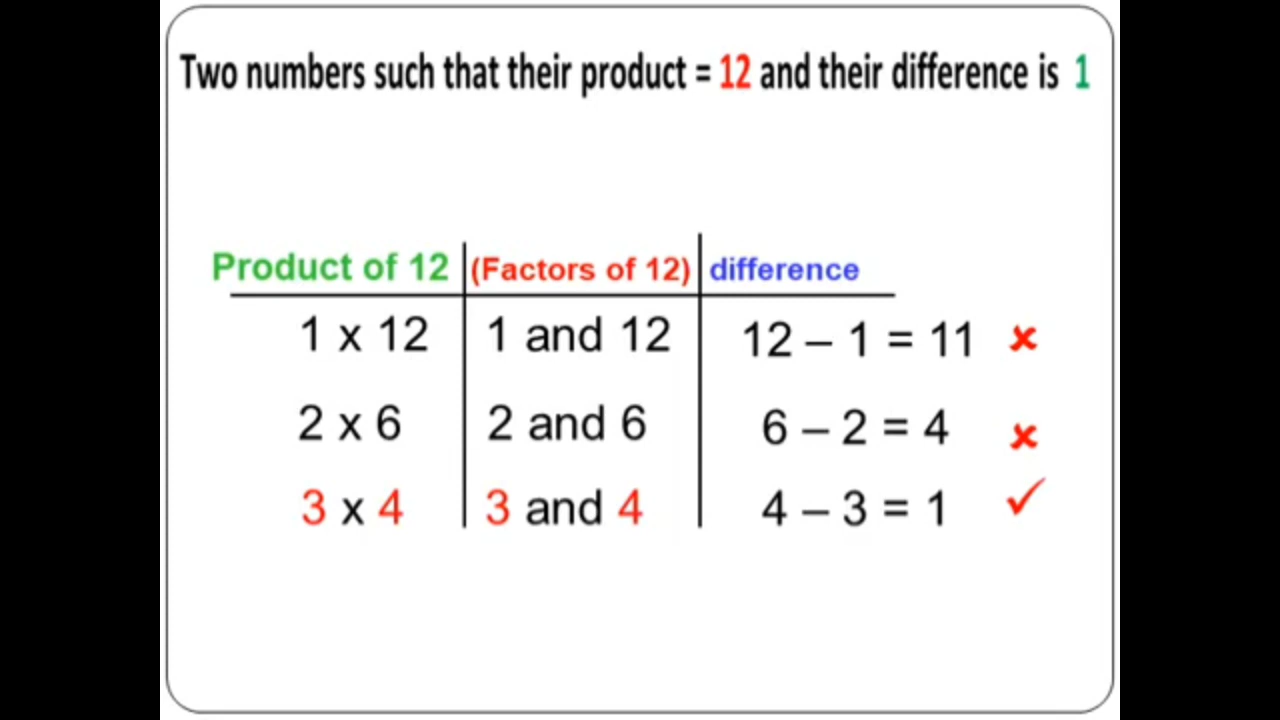 Two numbers such that their product = 12 and their difference is 1
Product of 12 (Factors of 12) difference
1 x 12 1 and 12 12 – 1 = 11 ✘
2 x 6 2 and 6 6 – 2 = 4 ✘
3 x 4 3 and 4 4 – 3 = 1 ✓